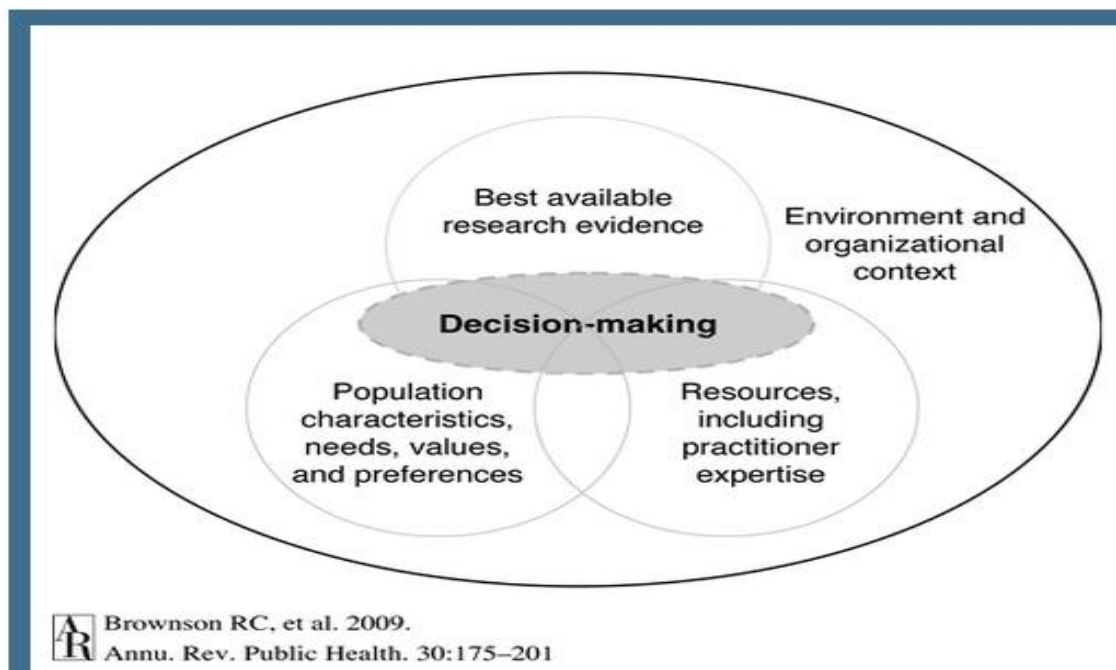 Best available
research evidence
Environment and
organizational
context
Decision-making
Population
characteristics,
needs, values,
and preferences
Resources,
including
practitioner
expertise
AR
Brownson RC, et al. 2009.
Annu. Rev. Public Health. 30:175–201